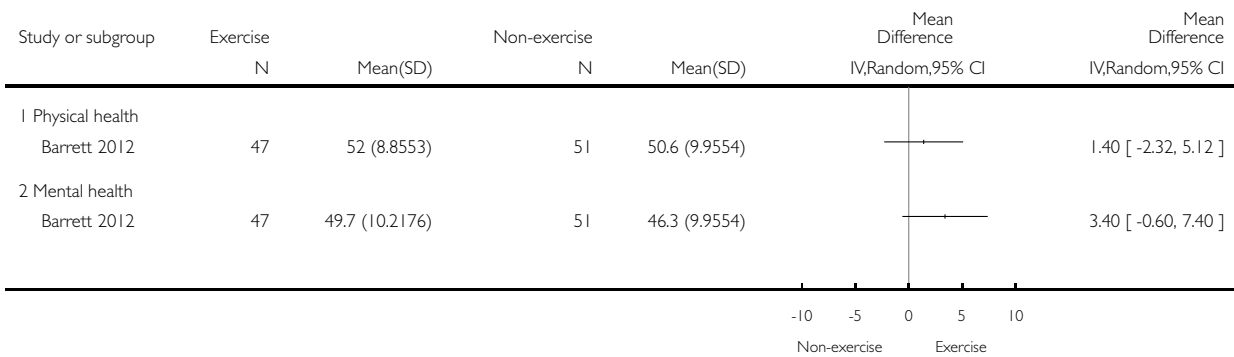 Study or subgroup Exercise Non-exercise Mean Difference Mean Difference
N Mean(SD) N Mean(SD) IV,Random,95% CI IV,Random,95% CI
1 Physical health
Barrett 2012 47 52 (8.8553) 51 50.6 (9.9554) 1.40 [ -2.32, 5.12 ]
2 Mental health
Barrett 2012 47 49.7 (10.2176) 51 46.3 (9.9554) 3.40 [ -0.60, 7.40 ]
-10 -5 0 5 10
Non-exercise Exercise